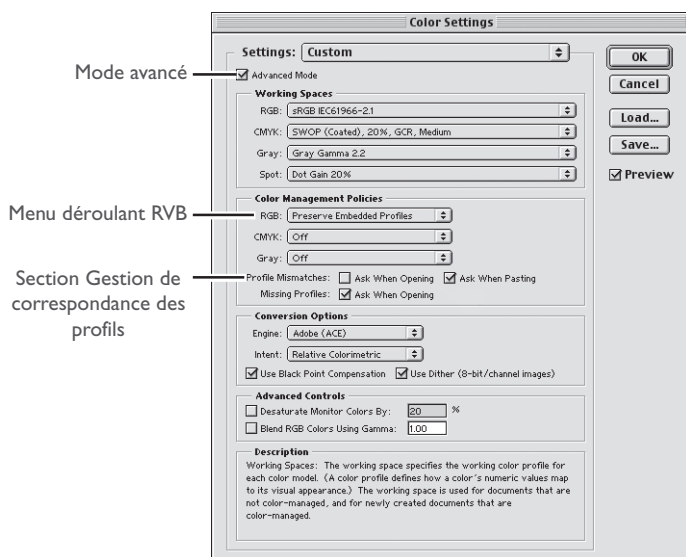 Color Settings
Settings: Custom
OK
Mode avancé
Advanced Mode
Cancel
Working Spaces
RGB: sRGB IEC61966-2.1
Load...
CMYK: SWOP (Coated), 20%, GCR, Medium
Save...
Gray: Gray Gamma 2.2
Spot: Dot Gain 20%
Preview
Color Management Policies
Menu déroulant RVB
RGB: Preserve Embedded Profiles
CMYK: Off
Gray: Off
Section Gestion de
correspondance des
profils
Profile Mismatches: Ask When Opening Ask When Pasting
Missing Profiles: Ask When Opening
Conversion Options
Engine: Adobe (ACE)
Intent: Relative Colorimetric
Use Black Point Compensation Use Dither (8-bit/channel images)
Advanced Controls
Desaturate Monitor Colors By: 20 %
Blend RGB Colors Using Gamma: 1.00
Description
Working Spaces: The working space specifies the working color profile for
each color model. (A color profile defines how a color's numeric values map
to its visual appearance.) The working space is used for documents that are
not color-managed, and for newly created documents that are
color-managed.